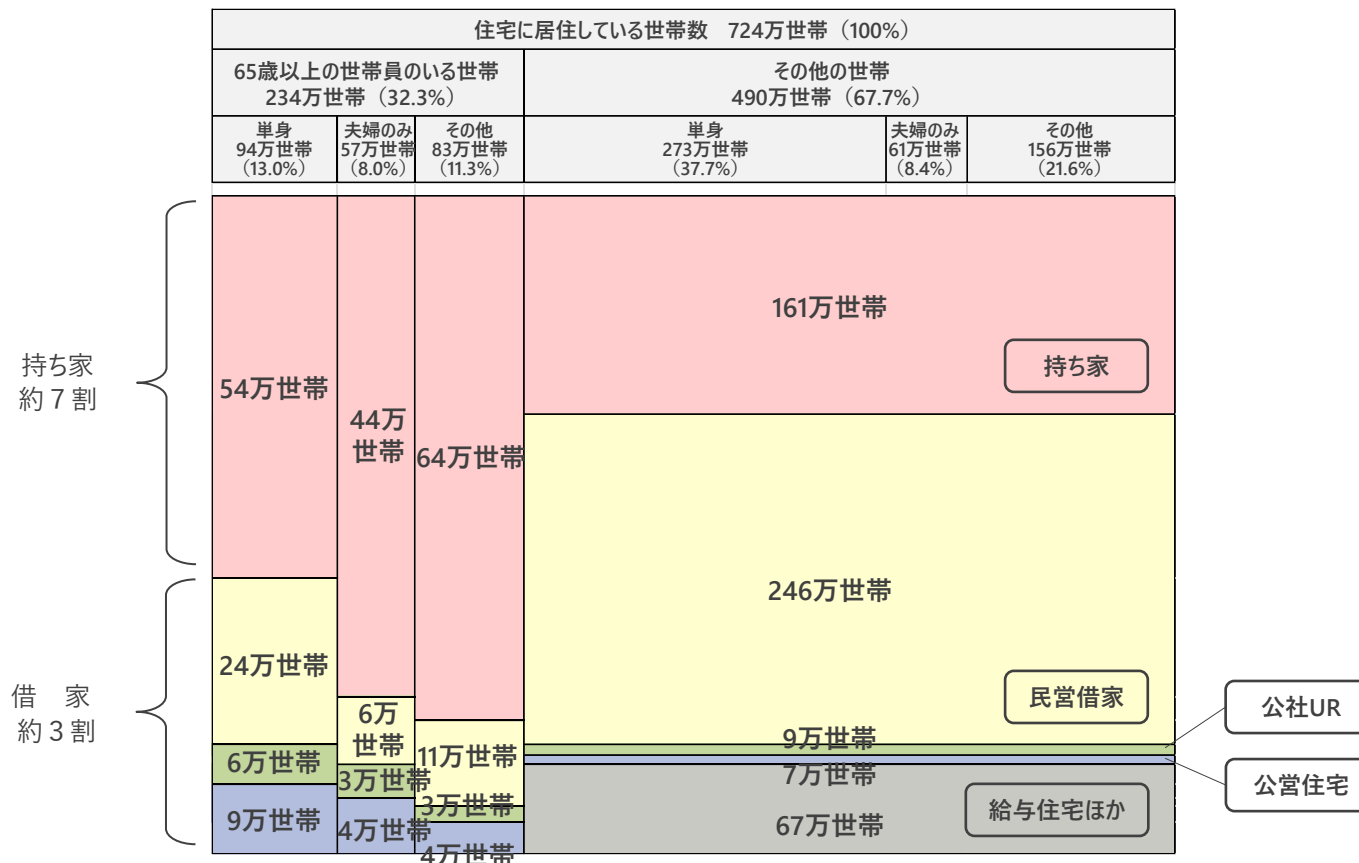 住宅に居住している世帯数　724万世帯（100%）
65歳以上の世帯員のいる世帯
234万世帯（32.3%）
その他の世帯
490万世帯（67.7%）
単身
94万世帯
（13.0%）
夫婦のみ
57万世帯
（8.0%）
その他
83万世帯
（11.3%）
単身
273万世帯
（37.7%）
夫婦のみ
61万世帯
（8.4%）
その他
156万世帯
（21.6%）
持ち家
約７割
借　家
約３割
54万世帯
24万世帯
6万世帯
9万世帯
44万
世帯
6万
世帯
3万世帯
4万世帯
64万世帯
11万世帯
3万世帯
4万世帯
161万世帯
持ち家
246万世帯
民営借家
9万世帯
7万世帯
67万世帯
給与住宅ほか
公社UR
公営住宅